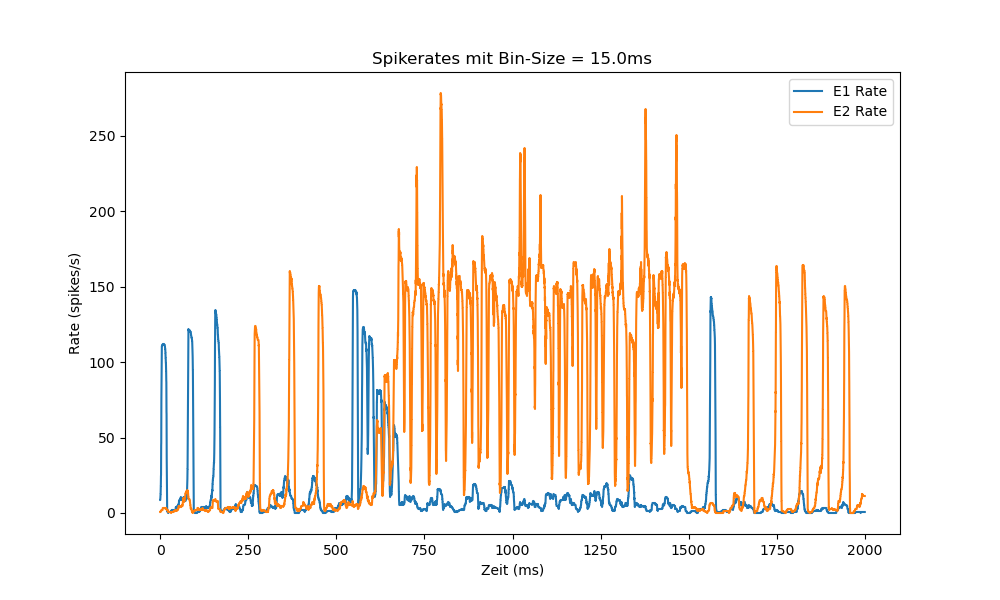 Spikerates mit Bin-Size = 15.0ms
E1 Rate
E2 Rate
Rate (spikes/s)
250
200
150
100
50
0
0 250 500 750 1000 1250 1500 1750 2000
Zeit (ms)